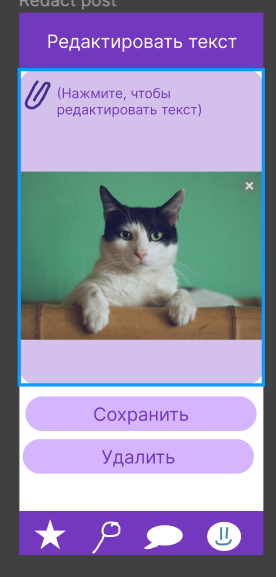 Redact post
Редактировать текст
(Нажмите, чтобы
редактировать текст)
Сохранить
Удалить